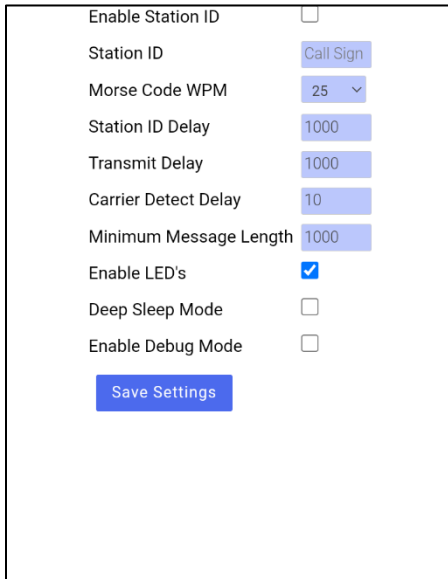 Enable Station ID
Station ID Call Sign
Morse Code WPM 25
Station ID Delay 1000
Transmit Delay 1000
Carrier Detect Delay 10
Minimum Message Length 1000
Enable LED's
Deep Sleep Mode
Enable Debug Mode
Save Settings